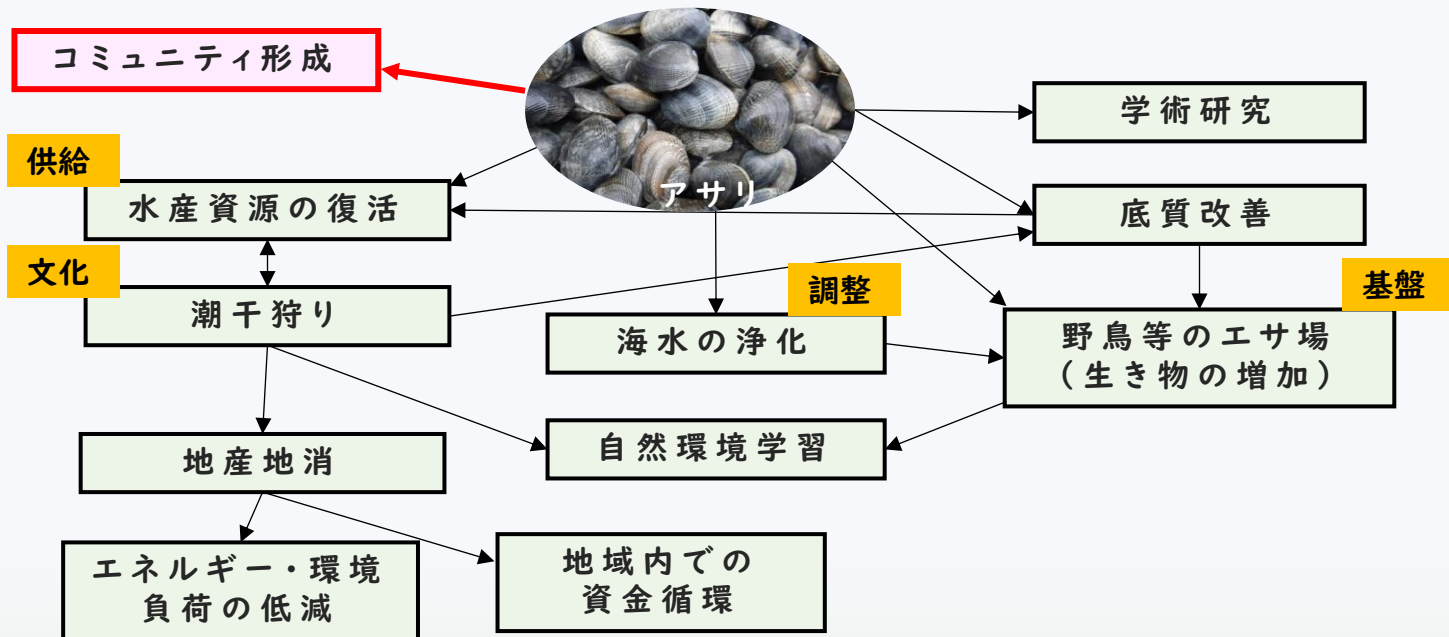 コミュニティ形成
アサリ
学術研究
供給
水産資源の復活
底質改善
文化
潮干狩り
調整
海水の浄化
基盤
野鳥等のエサ場
(生き物の増加)
地産地消
自然環境学習
エネルギー・環境
負荷の低減
地域内での
資金循環